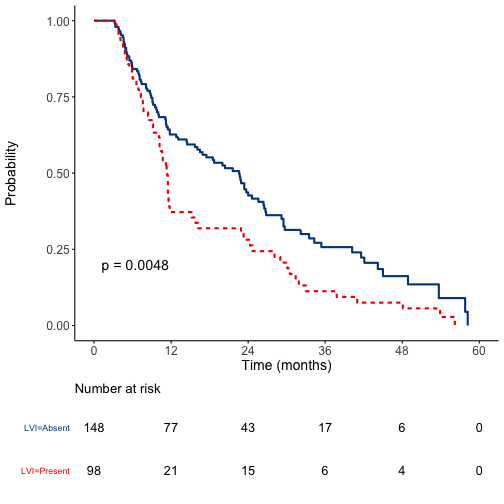 1.00
0.75
0.50
0.25
0.00
Probability
p = 0.0048
0 12 24 36 48 60
Time (months)
Number at risk
LVI=Absent 148 77 43 17 6 0
LVI=Present 98 21 15 6 4 0